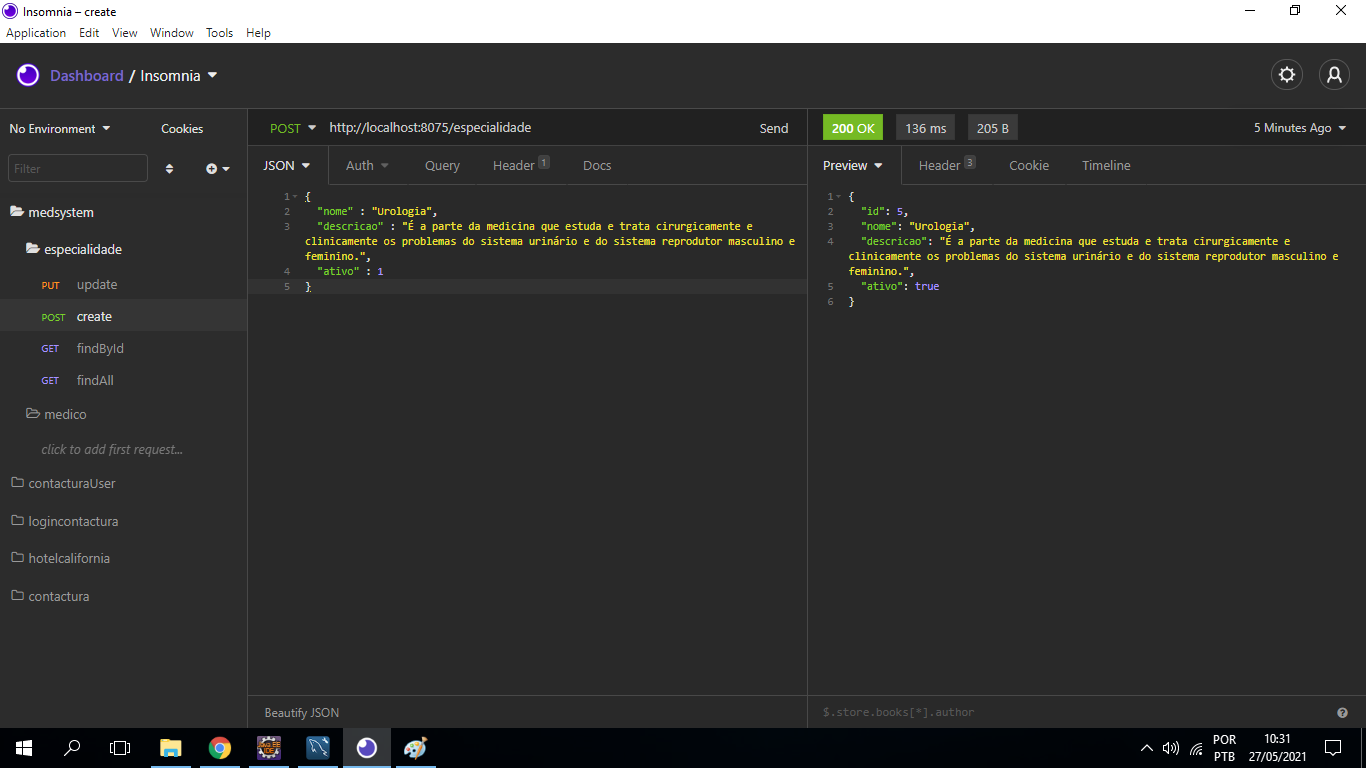 Insomnia – create
Application Edit View Window Tools Help
Dashboard / Insomnia
No Environment Cookies
POST http://localhost:8075/especialidade Send
200 OK 136 ms 205 B 5 Minutes Ago
Filter
JSON Auth Query Header 1 Docs
Preview Header 3 Cookie Timeline
medsystem
especialidade
PUT update
POST create
GET findById
GET findAll
medico
click to add first request...
contacturaUser
logincontactura
hotelcalifornia
contactura
1 {
2 "nome" : "Urologia",
3 "descricao" : "É a parte da medicina que estuda e trata cirurgicamente e
clinicamente os problemas do sistema urinário e do sistema reprodutor masculino e
feminino.",
4 "ativo" : 1
5 }
1 {
2 "id": 5,
3 "nome": "Urologia",
4 "descricao": "É a parte da medicina que estuda e trata cirurgicamente e
clinicamente os problemas do sistema urinário e do sistema reprodutor masculino e
feminino.",
5 "ativo": true
6 }
Beautify JSON
$.store.books[*].author
POR
PTB
10:31
27/05/2021